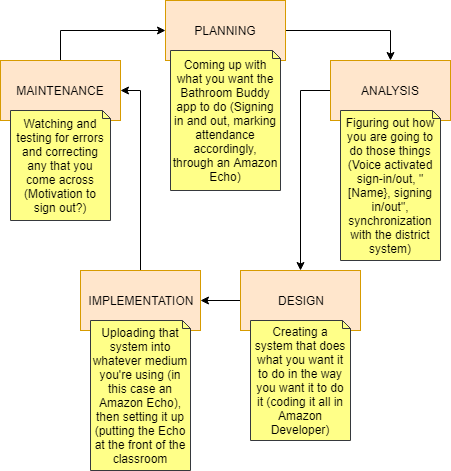 PLANNING
Coming up with
what you want the
Bathroom Buddy
app to do (Signing
in and out, marking
attendance
accordingly,
through an Amazon
Echo)
MAINTENANCE
Watching and
testing for errors
and correcting
any that you
come across
(Motivation to
sign out?)
ANALYSIS
Figuring out how
you are going to
do those things
(Voice activated
sign-in/out, "
[Name}, signing
in/out",
synchronization
with the district
system)
IMPLEMENTATION
Uploading that
system into
whatever medium
you're using (in
this case an
Amazon Echo),
then setting it up
(putting the Echo
at the front of the
classroom
DESIGN
Creating a
system that does
what you want it
to do in the way
you want it to do
it (coding it all in
Amazon
Developer)